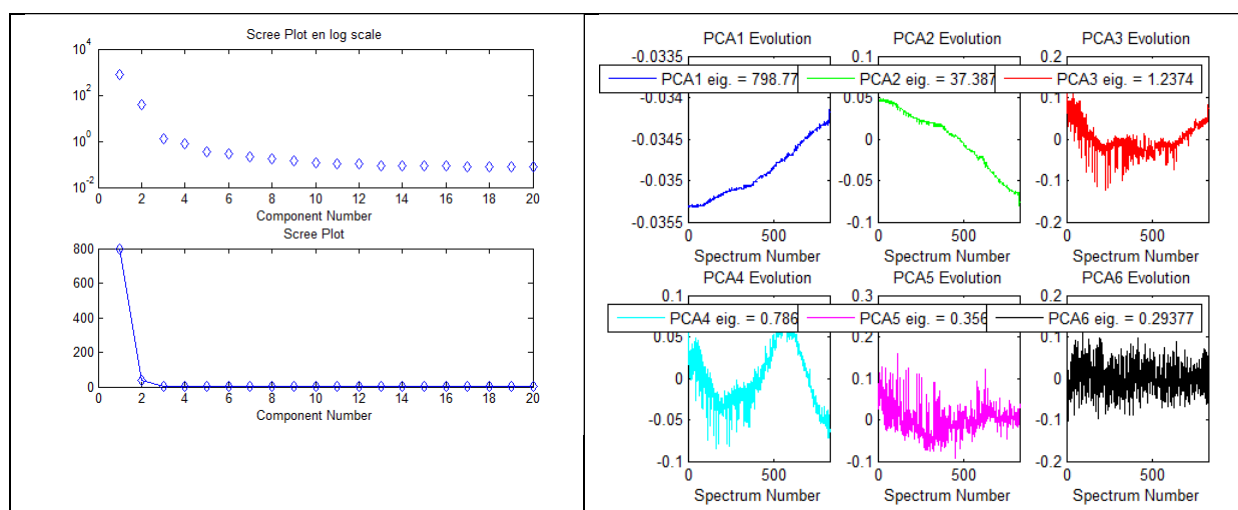 Scree Plot en log scale
10^4
10^2
10^0
10^-2
0 2 4 6 8 10 12 14 16 18 20
Component Number
Scree Plot
800
600
400
200
0
0 2 4 6 8 10 12 14 16 18 20
Component Number
PCA1 Evolution
-0.0335
PCA1 eig. = 798.77
-0.034
-0.0345
-0.035
-0.0355
0 500
Spectrum Number
PCA2 Evolution
0.1
PCA2 eig. = 37.387
0.05
0
-0.05
-0.1
0 500
Spectrum Number
PCA3 Evolution
0.2
PCA3 eig. = 1.2374
0.1
0
-0.1
-0.2
0 500
Spectrum Number
PCA4 Evolution
0.1
PCA4 eig. = 0.786
0.05
0
-0.05
-0.1
0 500
Spectrum Number
PCA5 Evolution
0.3
PCA5 eig. = 0.356
0.2
0.1
0
-0.1
0 500
Spectrum Number
PCA6 Evolution
0.2
PCA6 eig. = 0.29377
0.1
0
-0.1
-0.2
0 500
Spectrum Number